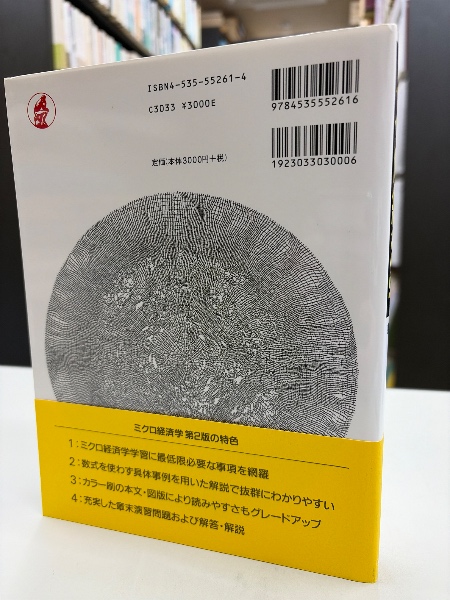 ISBN4-535-55261-4
C3033 ¥3000E
定価(本体3000円+税)
9784535552616
1923033030006
ミクロ経済学 第2版の特色
1：ミクロ経済学学習に最低限必要な事項を網羅
2：数式を使わず具体事例を用いた解説で抜群にわかりやすい
3：カラー刷の本文・図版により読みやすさもグレードアップ
4：充実した章末演習問題および解答・解説